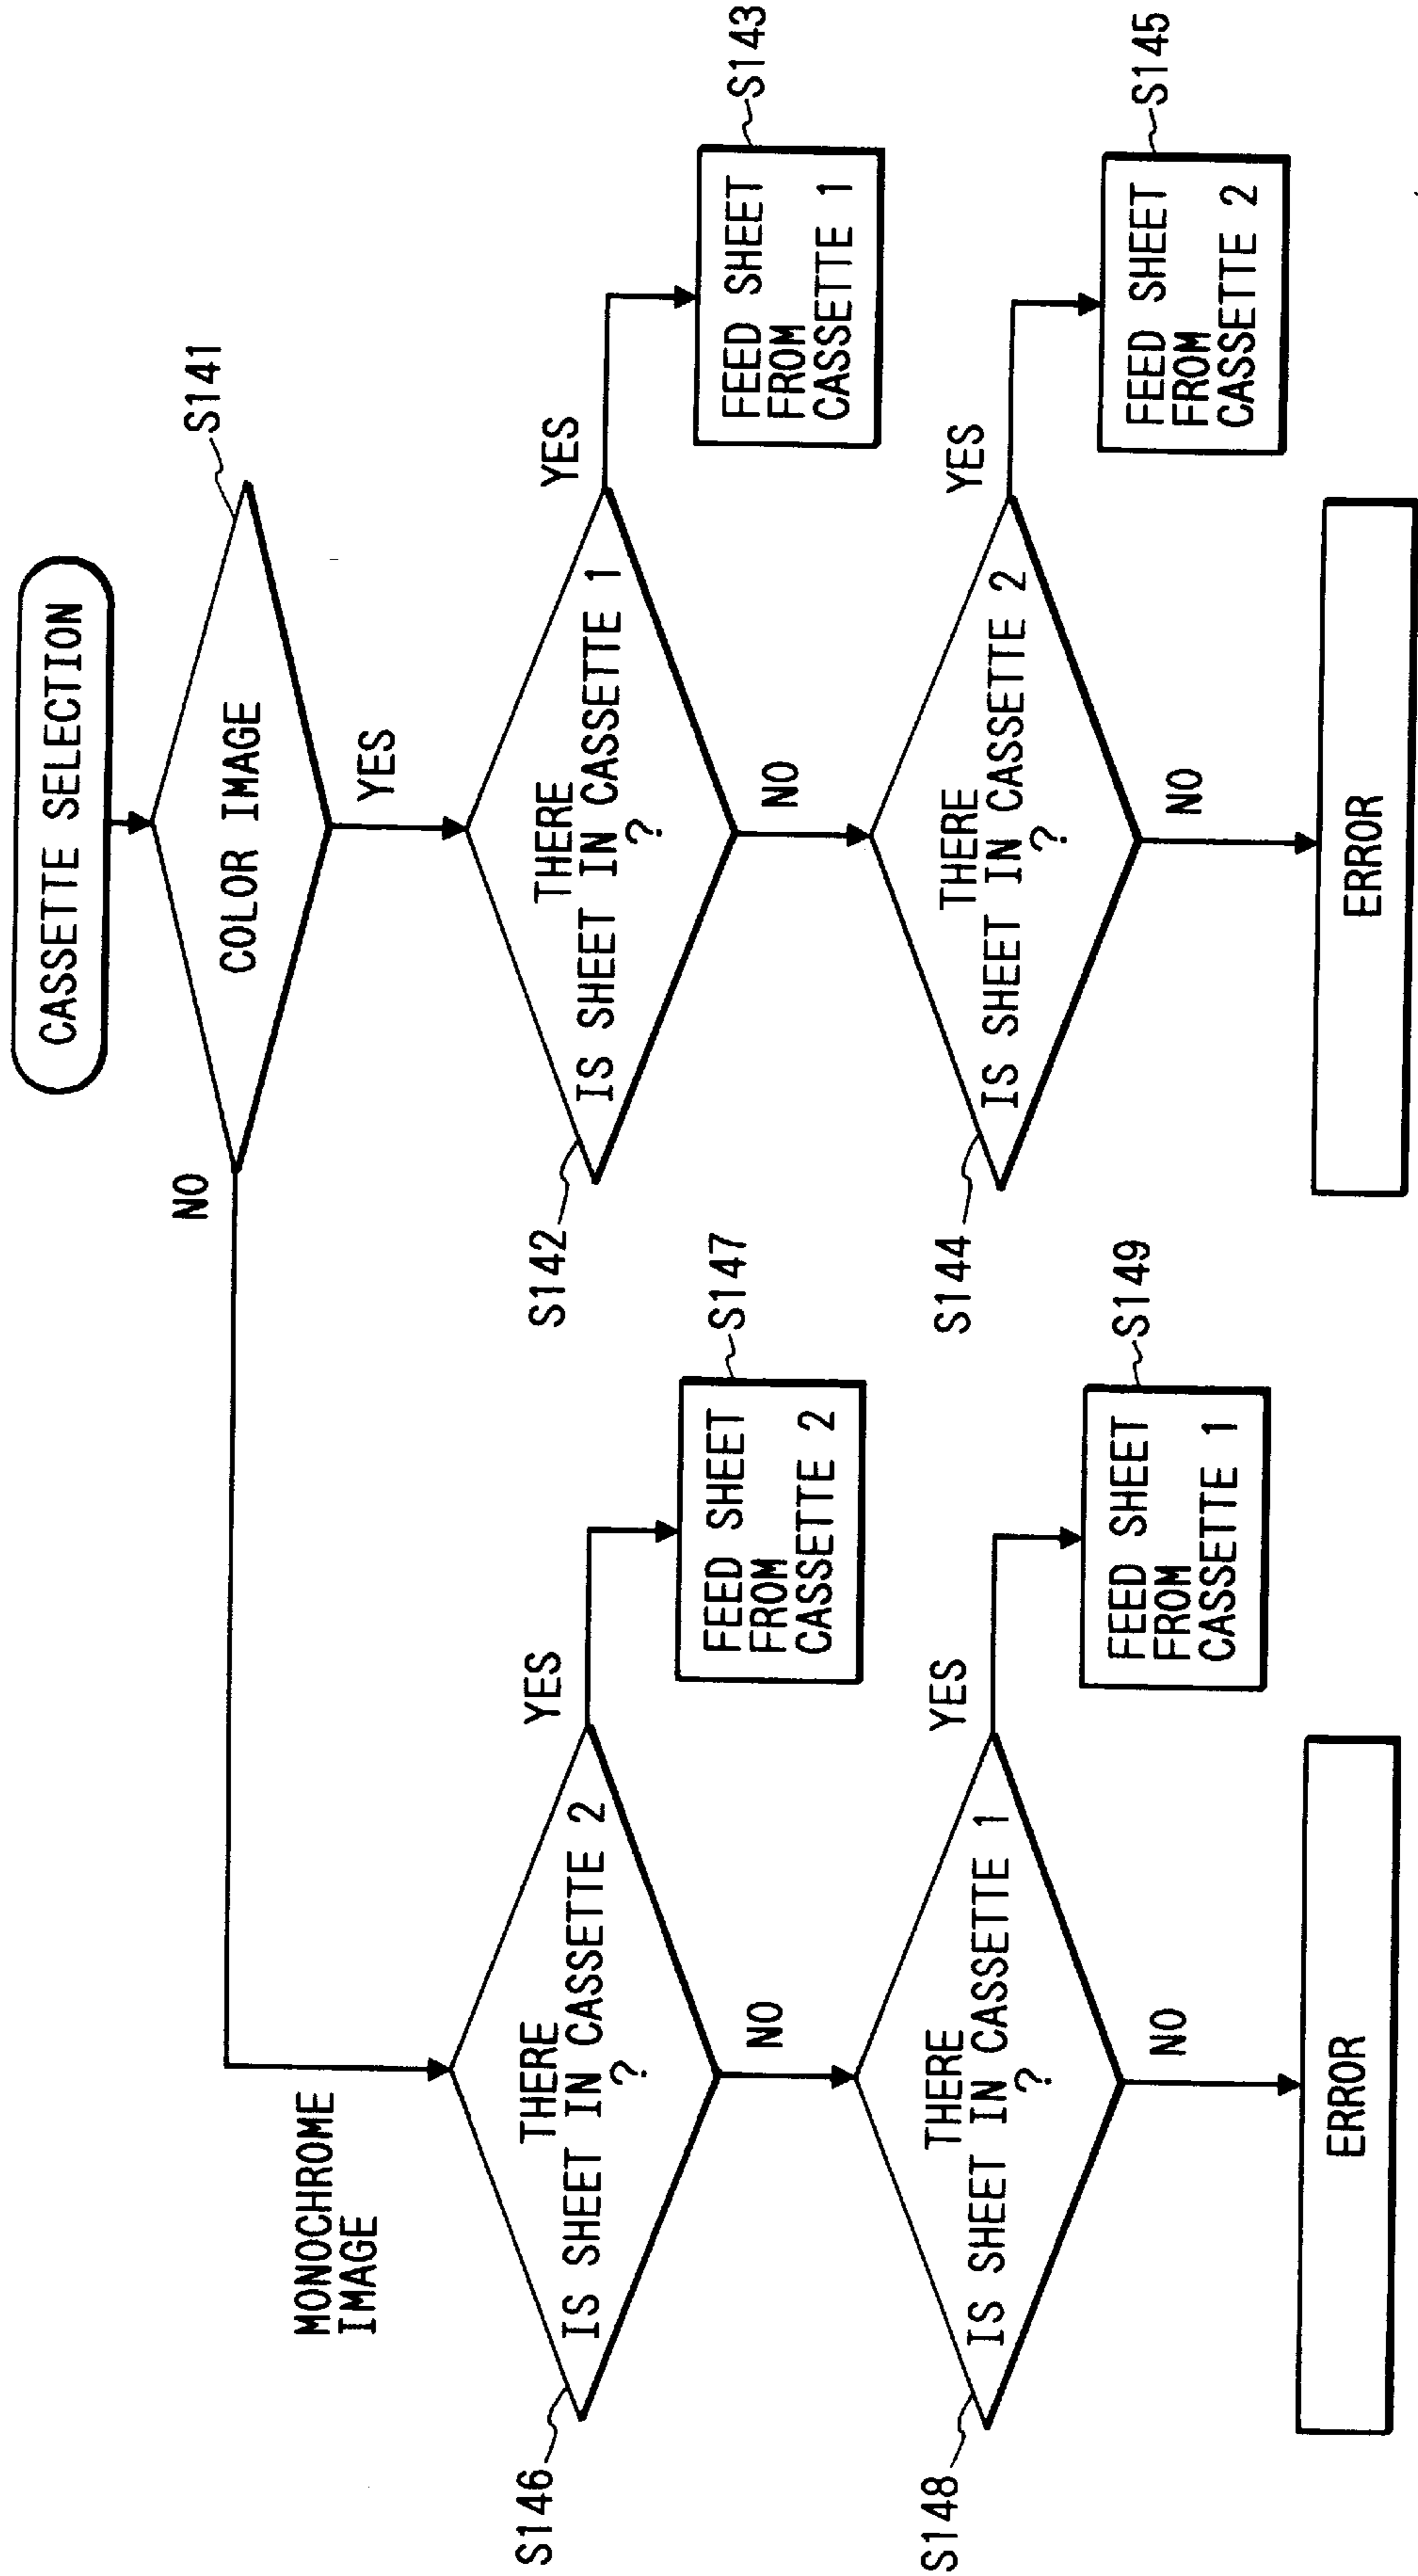 CASSETTE SELECTION
S141
COLOR IMAGE
NO
YES
MONOCHROME
IMAGE
S146
THERE
IS SHEET IN CASSETTE 2
?
YES
S147
FEED SHEET
FROM
CASSETTE 2
NO
S148
THERE
IS SHEET IN CASSETTE 1
?
YES
S149
FEED SHEET
FROM
CASSETTE 1
NO
ERROR
S142
THERE
IS SHEET IN CASSETTE 1
?
YES
S143
FEED SHEET
FROM
CASSETTE 1
NO
S144
THERE
IS SHEET IN CASSETTE 2
?
YES
S145
FEED SHEET
FROM
CASSETTE 2
NO
ERROR